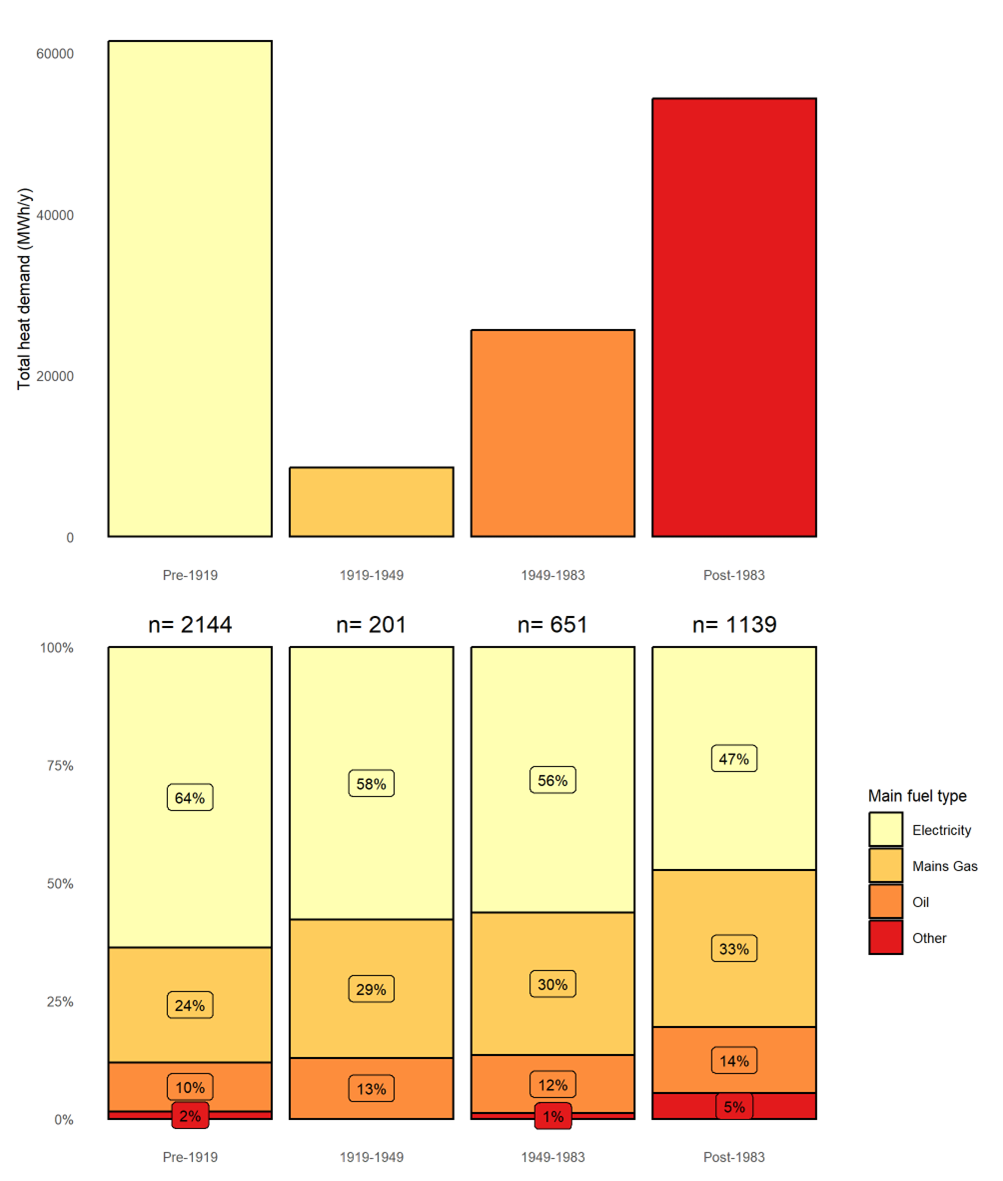 Total heat demand (MWh/y)
60000
40000
20000
0
Pre-1919 1919-1949 1949-1983 Post-1983
n= 2144 n= 201 n= 651 n= 1139
100%
75%
50%
25%
0%
64% 58% 56% 47%
24% 29% 30% 33%
10% 13% 12% 14%
2% 1% 5%
Pre-1919 1919-1949 1949-1983 Post-1983
Main fuel type
Electricity
Mains Gas
Oil
Other